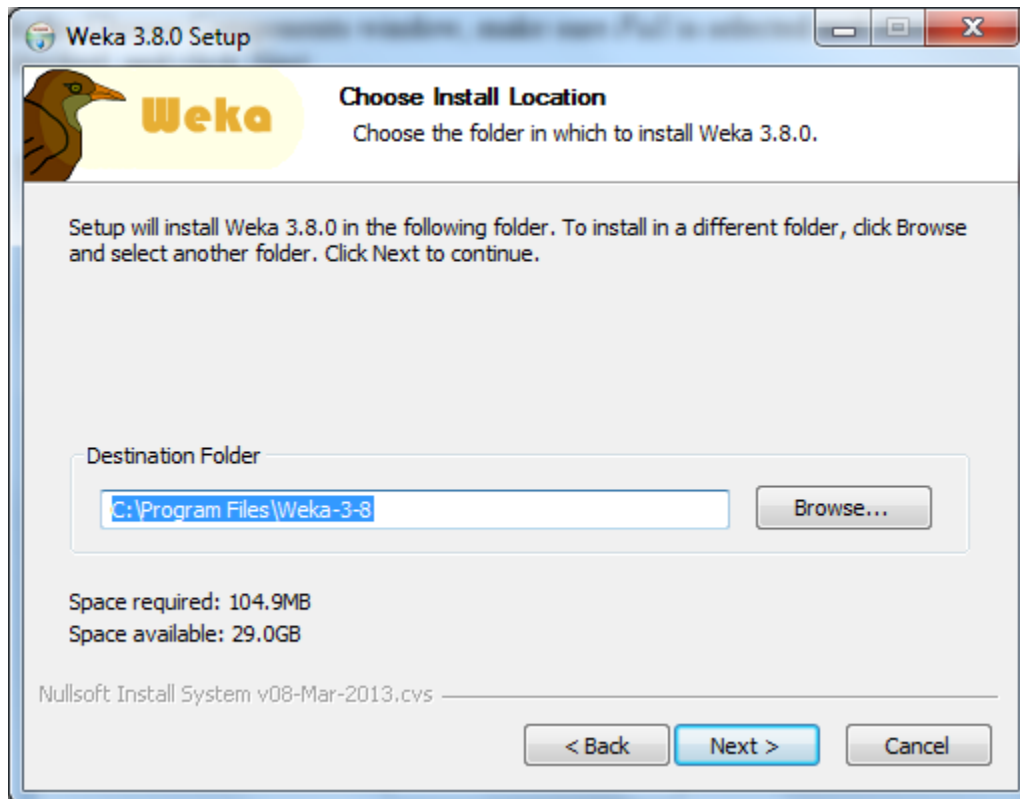 Weka 3.8.0 Setup
Weka
Choose Install Location
Choose the folder in which to install Weka 3.8.0.
Setup will install Weka 3.8.0 in the following folder. To install in a different folder, click Browse
and select another folder. Click Next to continue.
Destination Folder
C:\Program Files\Weka-3-8
Browse...
Space required: 104.9MB
Space available: 29.0GB
Nullsoft Install System v08-Mar-2013.cvs
< Back
Next >
Cancel